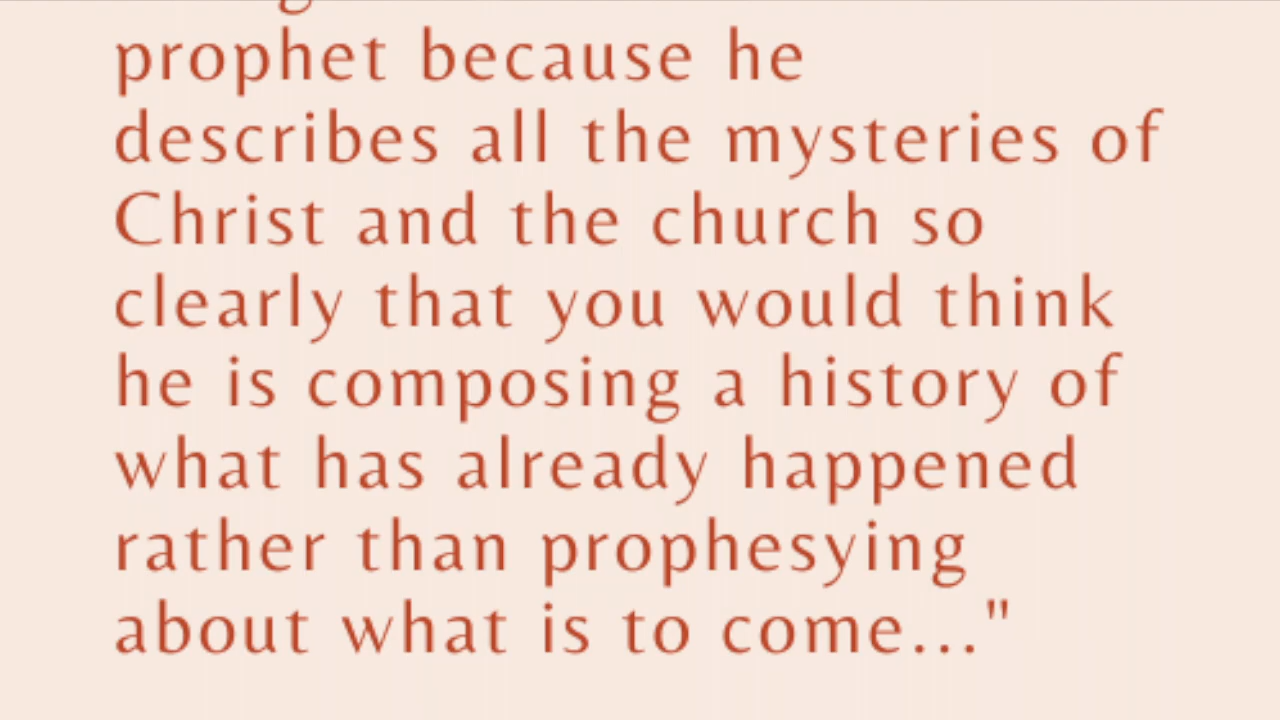 prophet because he
describes all the mysteries of
Christ and the church so
clearly that you would think
he is composing a history of
what has already happened
rather than prophesying
about what is to come..."